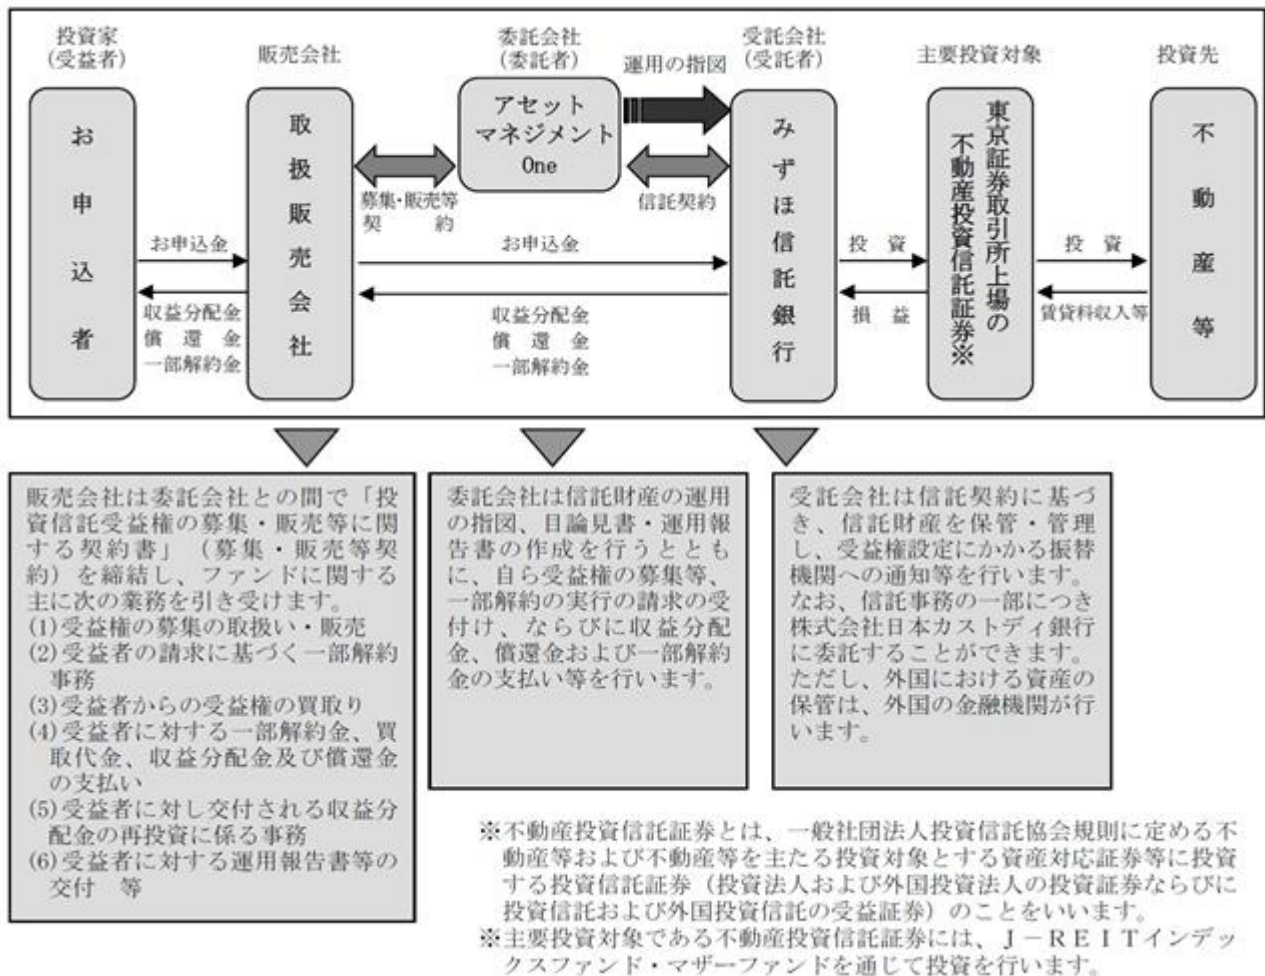 投資家
(受益者)
販売会社
委託会社
(委託者)
運用の指図
受託会社
(受託者)
主要投資対象
投資先
お申込者
取扱販売会社
アセット
マネジメント
One
みずほ信託銀行
東京証券取引所上場の
不動産投資信託証券※
不動産等
募集・販売等
契約
信託契約
お申込金
収益分配金
償還金
一部解約金
お申込金
収益分配金
償還金
一部解約金
投資
損益
投資
賃貸料収入等
販売会社は委託会社との間で「投
資信託受益権の募集・販売等に関
する契約書」（募集・販売等契
約）を締結し、ファンドに関する
主に次の業務を引き受けます。
(1)受益権の募集の取扱い・販売
(2)受益者の請求に基づく一部解約
事務
(3)受益者からの受益権の買取り
(4)受益者に対する一部解約金、買
取代金、収益分配金及び償還金
の支払い
(5)受益者に対し交付される収益分
配金の再投資に係る事務
(6)受益者に対する運用報告書等の
交付　等
委託会社は信託財産の運用
の指図、目論見書・運用報
告書の作成を行うととも
に、自ら受益権の募集等、
一部解約の実行の請求の受
付け、ならびに収益分配
金、償還金および一部解約
金の支払い等を行います。
受託会社は信託契約に基づ
き、信託財産を保管・管理
し、受益権設定にかかる振替
機関への通知等を行います。
なお、信託事務の一部につき
株式会社日本カストディ銀行
に委託することができます。
ただし、外国における資産の
保管は、外国の金融機関が行
います。
※不動産投資信託証券とは、一般社団法人投資信託協会規則に定める不
動産等および不動産等を主たる投資対象とする資産対応証券等に投資
する投資信託証券（投資法人および外国投資法人の投資証券ならびに
投資信託および外国投資信託の受益証券）のことをいいます。
※主要投資対象である不動産投資信託証券には、Ｊ－ＲＥＩＴインデッ
クスファンド・マザーファンドを通じて投資を行います。